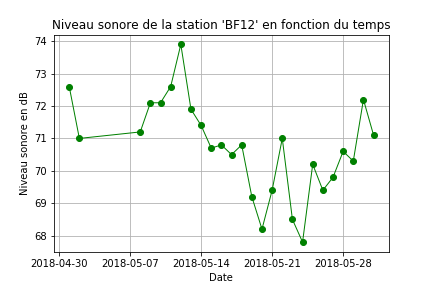 Niveau sonore de la station 'BF12' en fonction du temps
74
73
72
71
70
69
68
Niveau sonore en dB
2018-04-30 2018-05-07 2018-05-14 2018-05-21 2018-05-28
Date